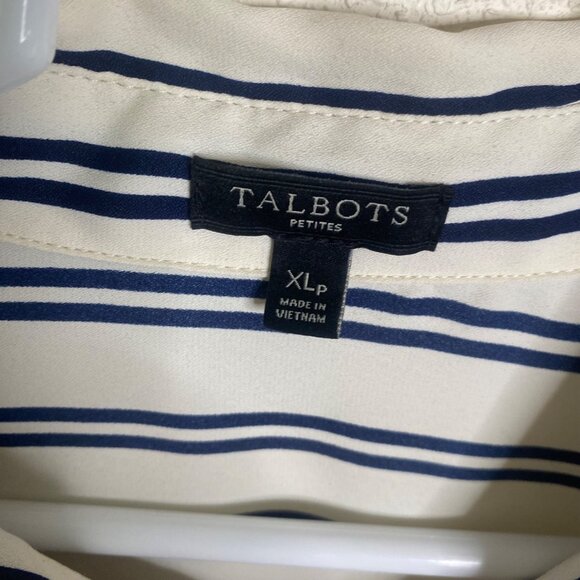 TALBOTS
PETITES
XLP
MADE IN
VIETNAM